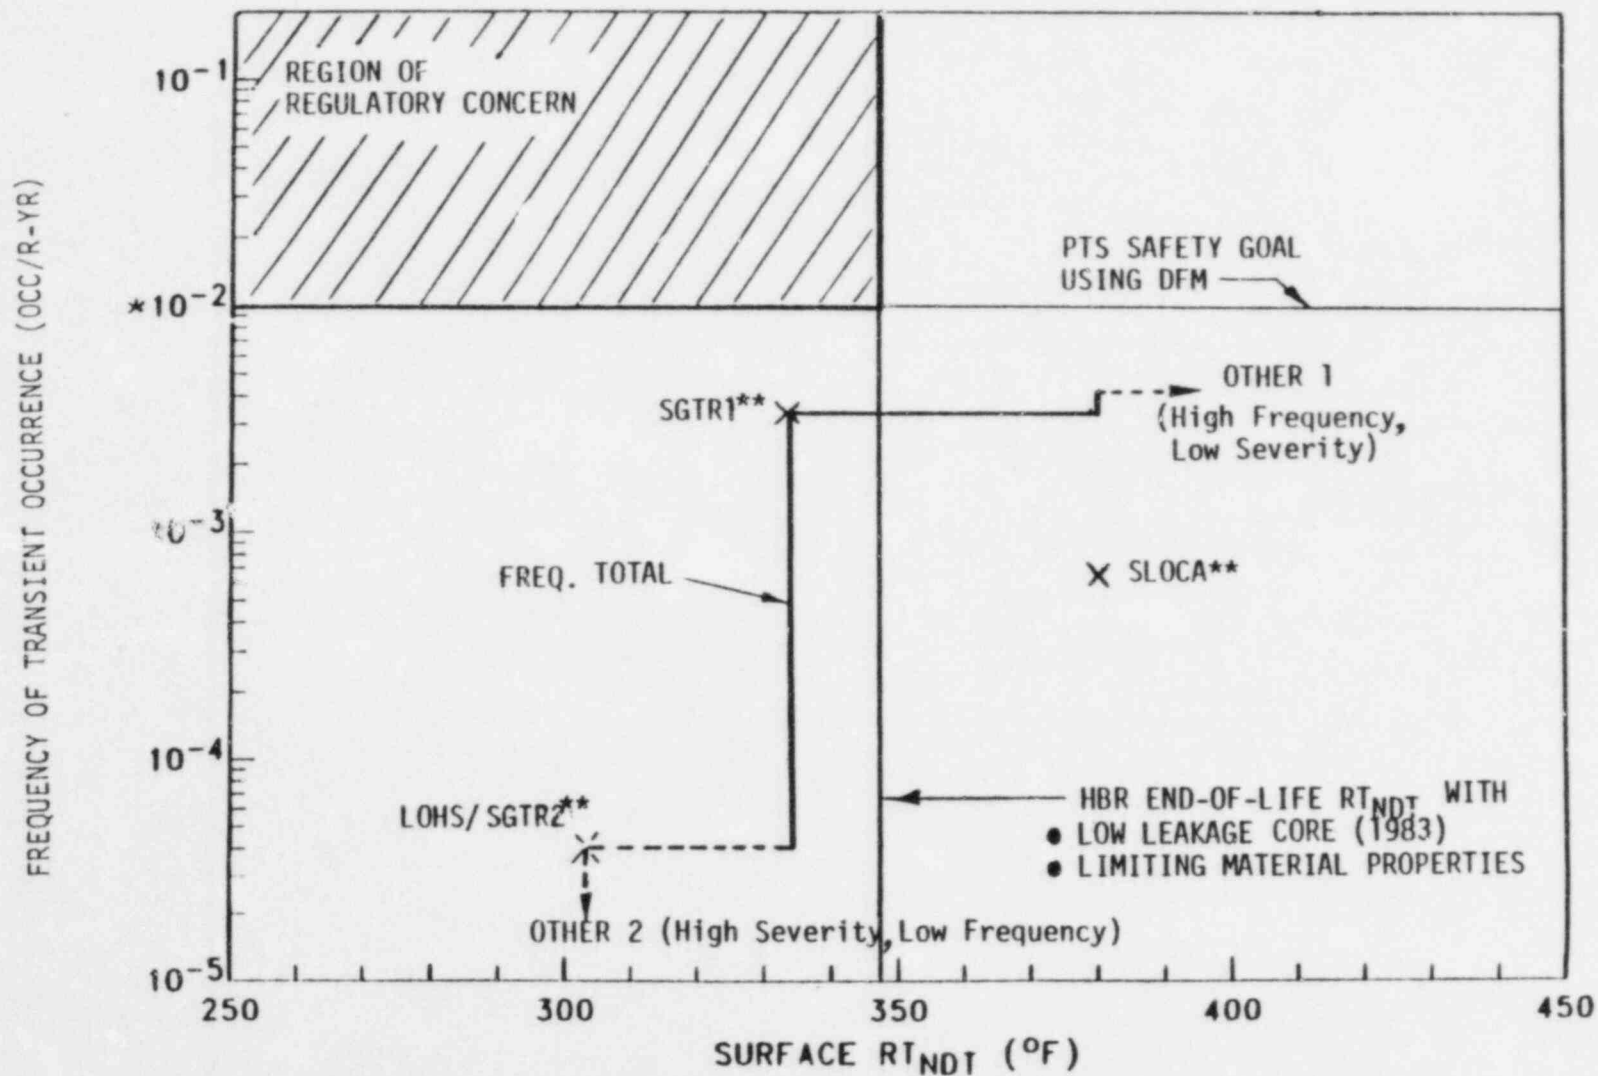 REGION OF
REGULATORY CONCERN
10-1
*10-2
10-4
10-5
FREQUENCY OF TRANSIENT OCCURRENCE (OCC/R-YR)
PTS SAFETY GOAL
USING DFM
SGTR1**
OTHER 1
(High Frequency,
Low Severity)
FREQ. TOTAL
SLOCA**
LOHS/SGTR2**
HBR END-OF-LIFE RTNDT WITH
• LOW LEAKAGE CORE (1983)
• LIMITING MATERIAL PROPERTIES
OTHER 2 (High Severity, Low Frequency)
250 300 350 400 450
SURFACE RTNDT (°F)